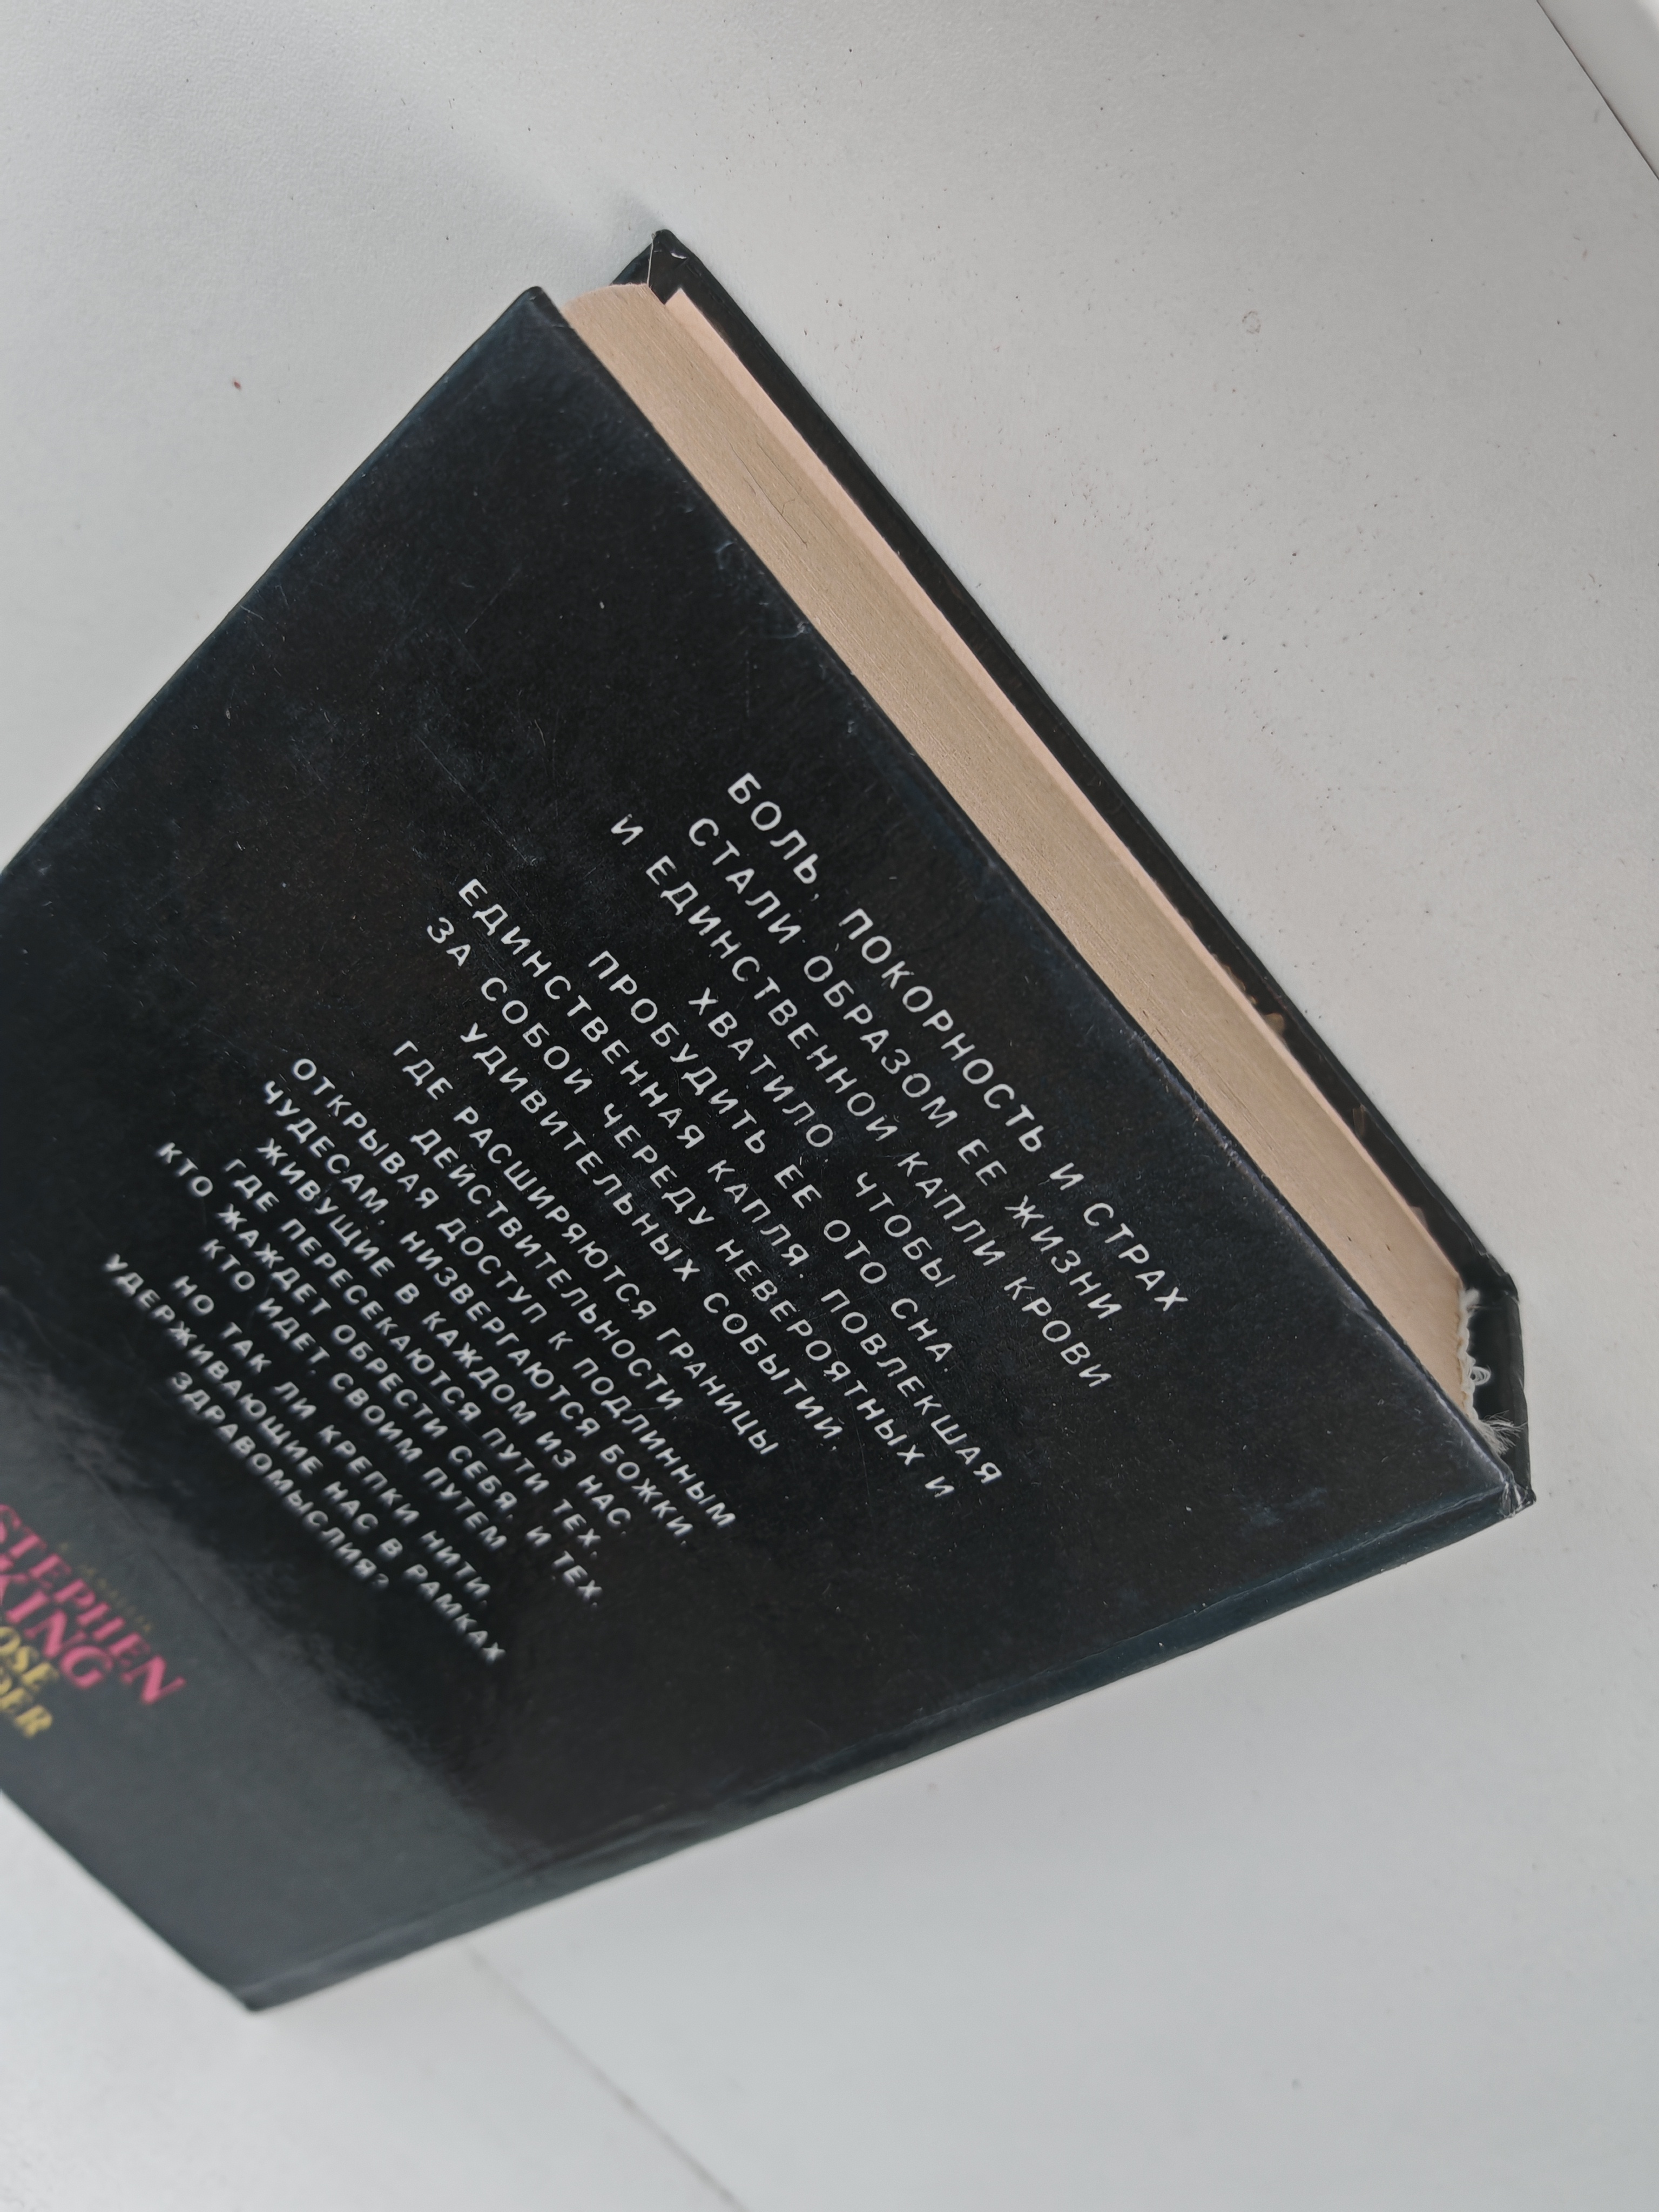 БОЛЬ, ПОКОРНОСТЬ И СТРАХ
СТАЛИ ОБРАЗОМ ЕЕ ЖИЗНИ.
И ЕДИНСТВЕННОЙ КАПЛИ КРОВИ
ХВАТИЛО, ЧТОБЫ
ПРОБУДИТЬ ЕЕ ОТО СНА.
ЕДИНСТВЕННАЯ КАПЛЯ, ПОВЛЕКШАЯ
ЗА СОБОЙ ЧЕРЕДУ НЕВЕРОЯТНЫХ И
УДИВИТЕЛЬНЫХ СОБЫТИЙ,
ГДЕ РАСШИРЯЮТСЯ ГРАНИЦЫ
ДЕЙСТВИТЕЛЬНОСТИ
ОТКРЫВАЯ ДОСТУП К ПОДЛИННЫМ
ЧУДЕСАМ, НИЗВЕРГАЮТСЯ БОЖКИ,
ЖИВУЩИЕ В КАЖДОМ ИЗ НАС,
ГДЕ ПЕРЕСЕКАЮТСЯ ПУТИ ТЕХ,
КТО ЖАЖДЕТ ОБРЕСТИ СЕБЯ, И ТЕХ,
КТО ИДЕТ СВОИМ ПУТЕМ
НО ТАК ЛИ КРЕПКИ НИТИ,
УДЕРЖИВАЮЩИЕ НАС В РАМКАХ
ЗДРАВОМЫСЛИЯ?
STEPHEN
KING